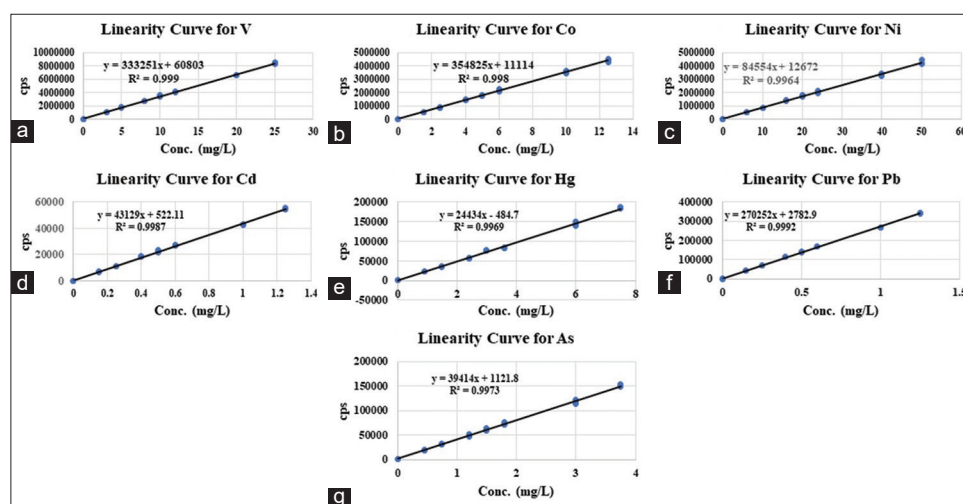 Linearity Curve for V
10000000
8000000
6000000
4000000
2000000
0
cps
y = 333251x + 60803
R² = 0.999
0 5 10 15 20 25 30
Conc. (mg/L)
a
Linearity Curve for Co
5000000
4000000
3000000
2000000
1000000
0
cps
y = 354825x + 11114
R² = 0.998
0 2 4 6 8 10 12 14
Conc. (mg/L)
b
Linearity Curve for Ni
5000000
4000000
3000000
2000000
1000000
0
cps
y = 84554x + 12672
R² = 0.9964
0 10 20 30 40 50 60
Conc. (mg/L)
c
Linearity Curve for Cd
60000
40000
20000
0
cps
y = 43129x + 522.11
R² = 0.9987
0 0.2 0.4 0.6 0.8 1 1.2 1.4
Conc. (mg/L)
d
Linearity Curve for Hg
200000
150000
100000
50000
0
-50000
cps
y = 24434x - 484.7
R² = 0.9969
0 2 4 6 8
Conc. (mg/L)
e
Linearity Curve for Pb
400000
300000
200000
100000
0
cps
y = 270252x + 2782.9
R² = 0.9992
0 0.5 1 1.5
Conc. (mg/L)
f
Linearity Curve for As
200000
150000
100000
50000
0
cps
y = 39414x + 1121.8
R² = 0.9973
0 1 2 3 4
Conc. (mg/L)
g